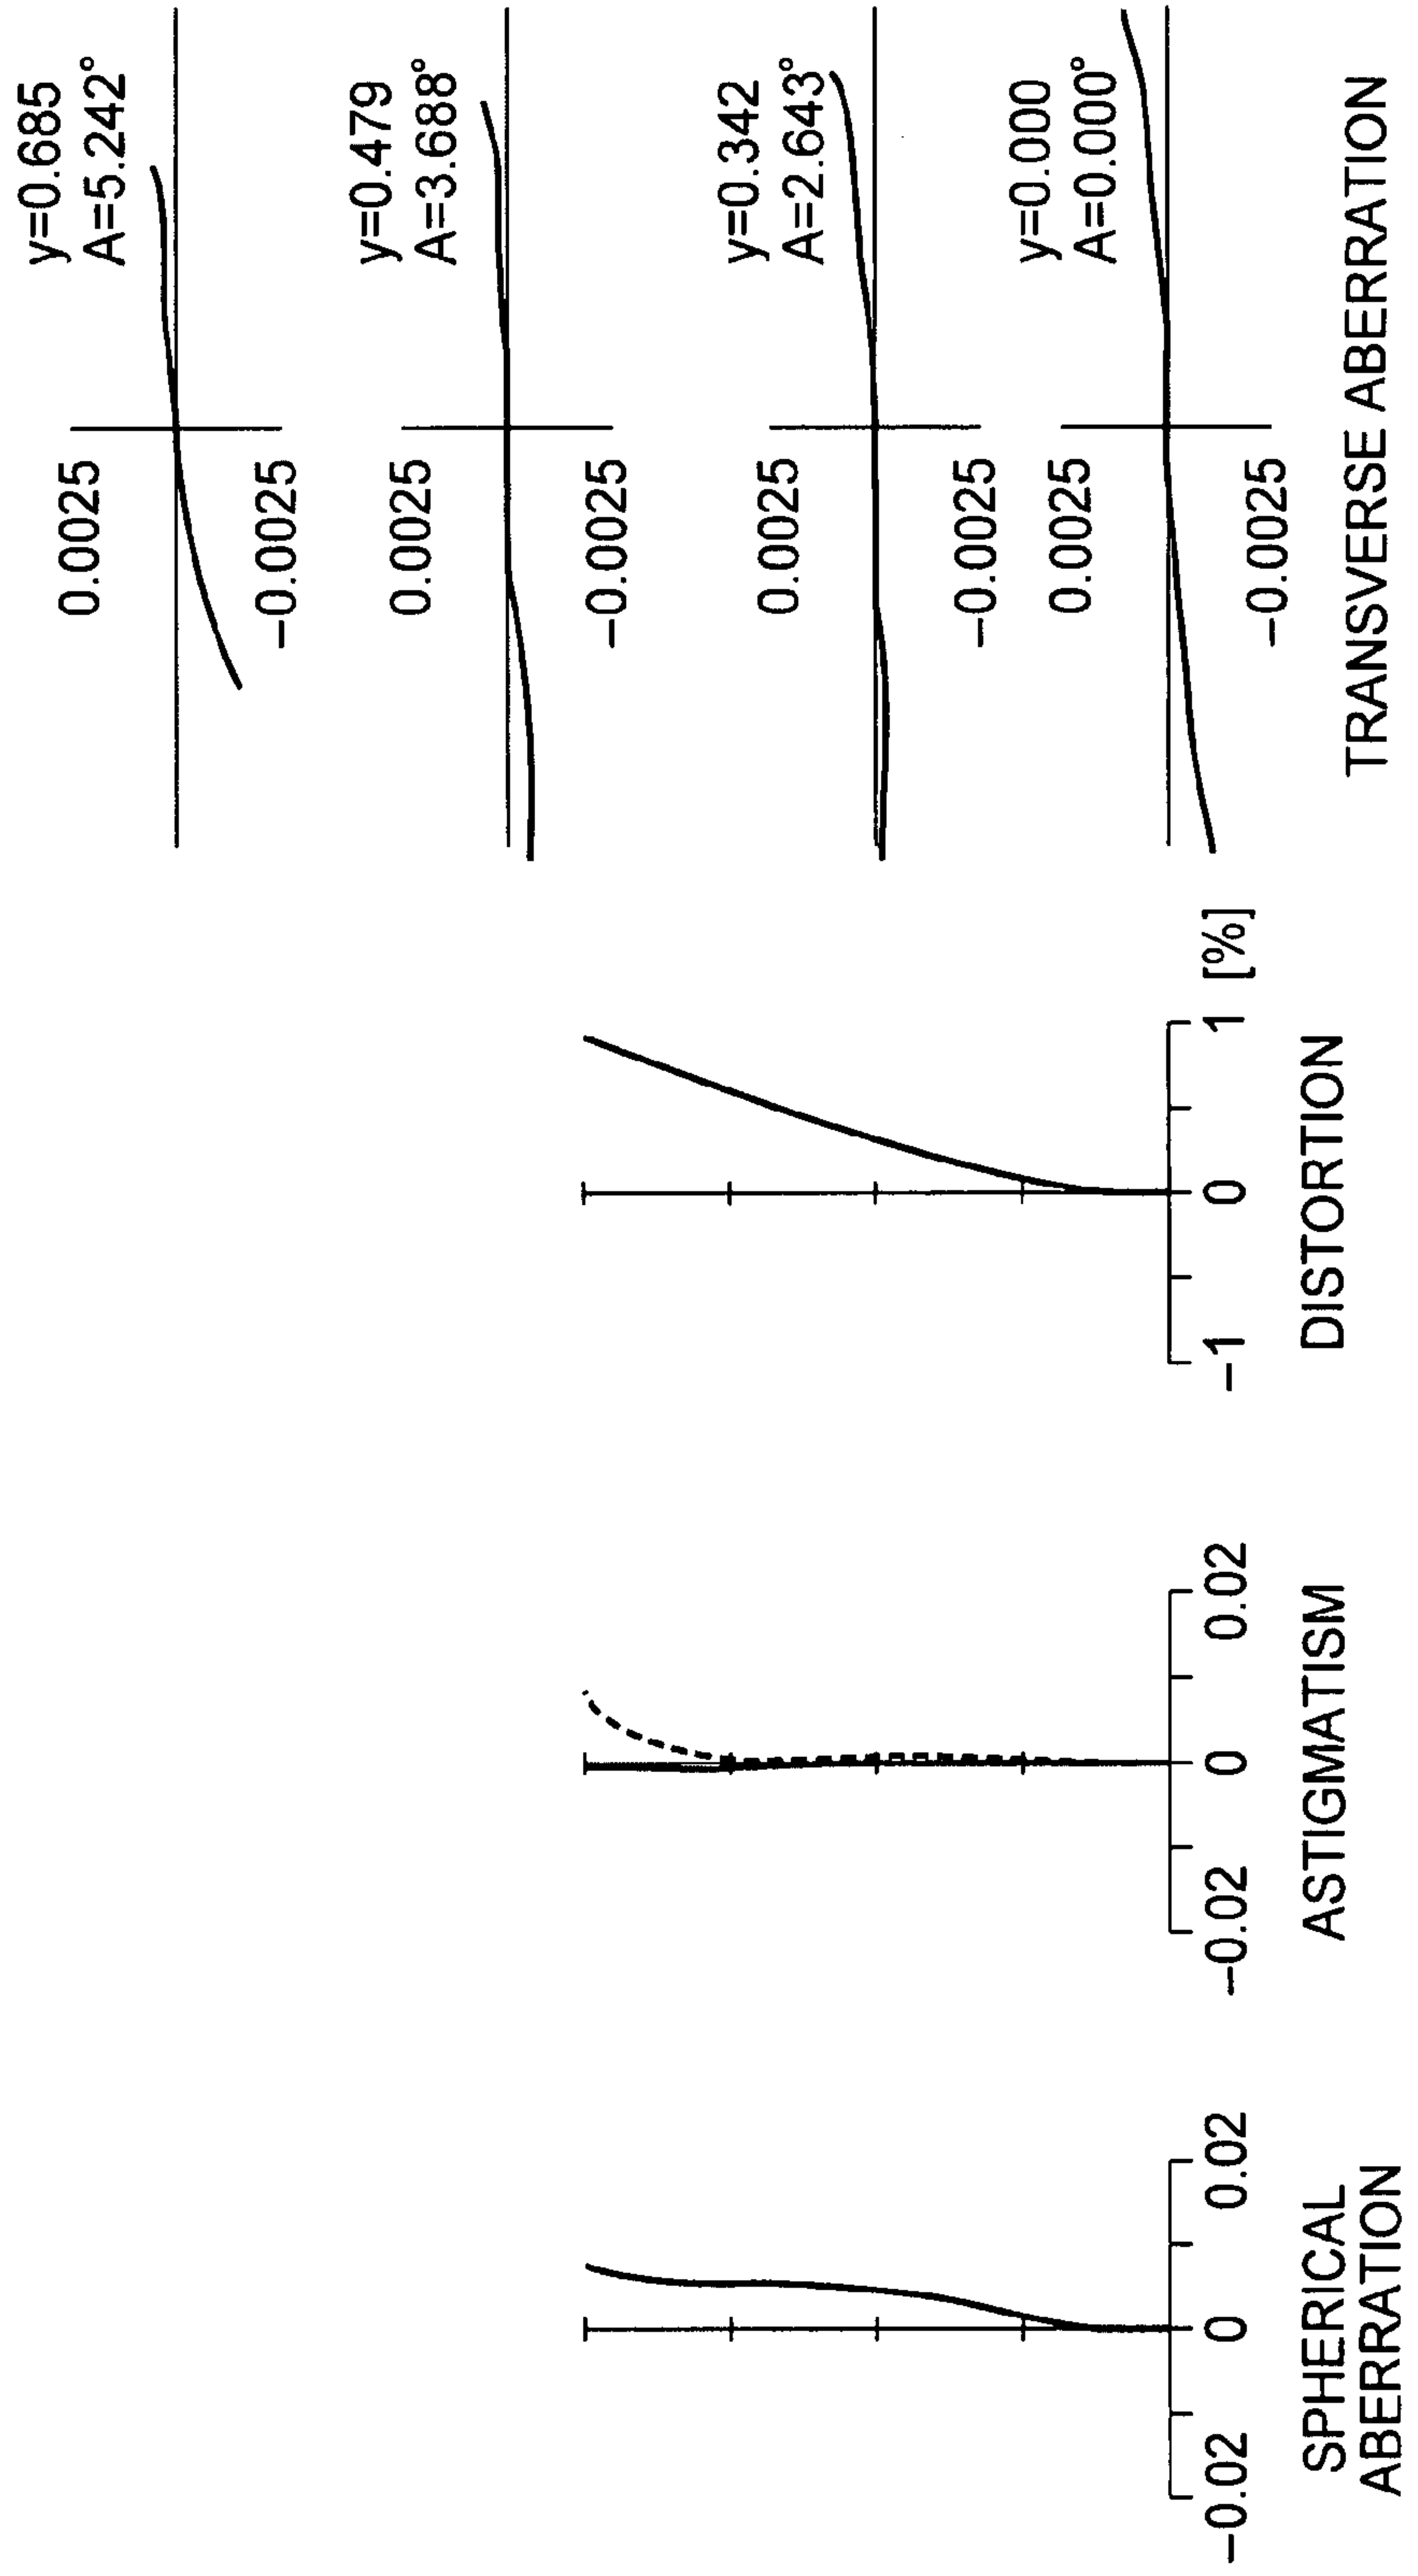 −0.02
0
0.02
SPHERICAL
ABERRATION
−0.02
0
0.02
ASTIGMATISM
−1
0
1
[%]
DISTORTION
y=0.685
A=5.242°
0.0025
−0.0025
y=0.479
A=3.688°
0.0025
−0.0025
y=0.342
A=2.643°
0.0025
−0.0025
y=0.000
A=0.000°
0.0025
−0.0025
TRANSVERSE ABERRATION